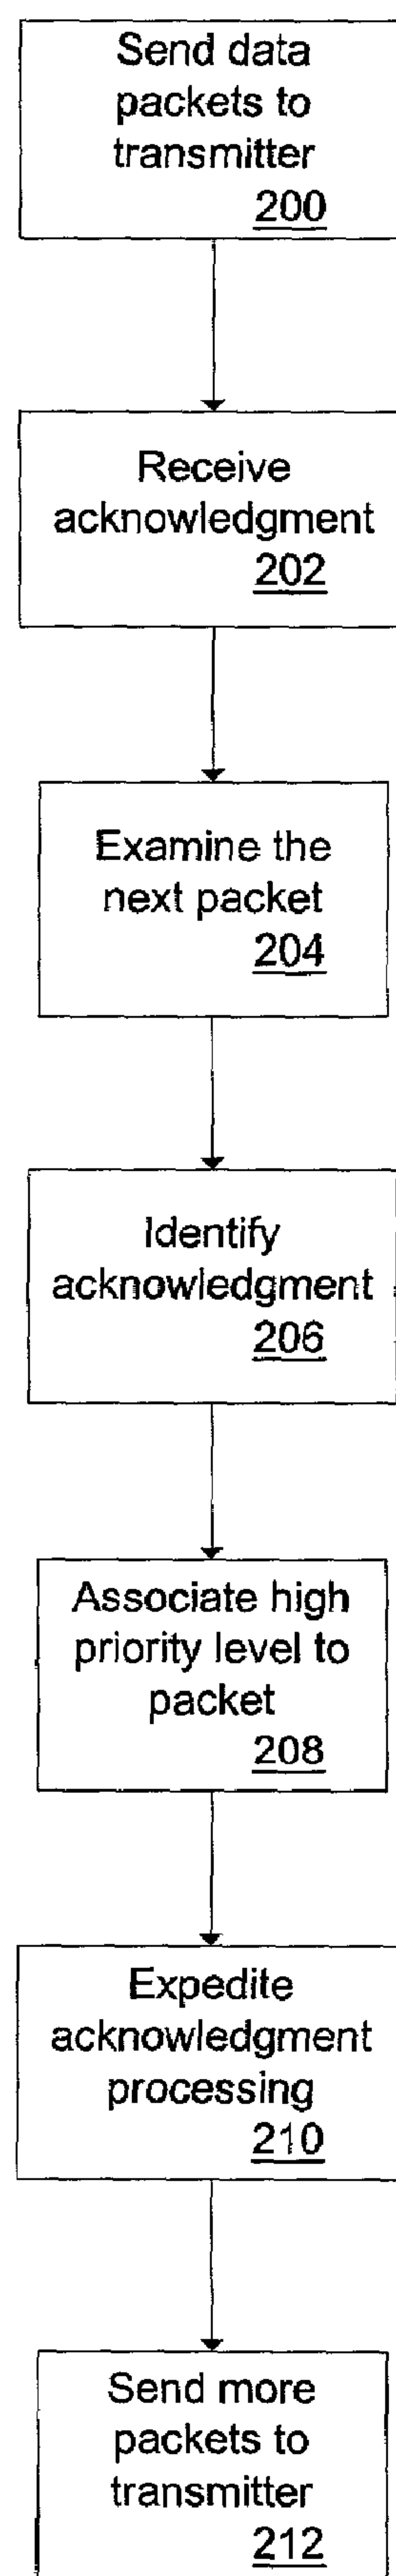 Send data
packets to
transmitter
200
Receive
acknowledgment
202
Examine the
next packet
204
Identify
acknowledgment
206
Associate high
priority level to
packet
208
Expedite
acknowledgment
processing
210
Send more
packets to
transmitter
212